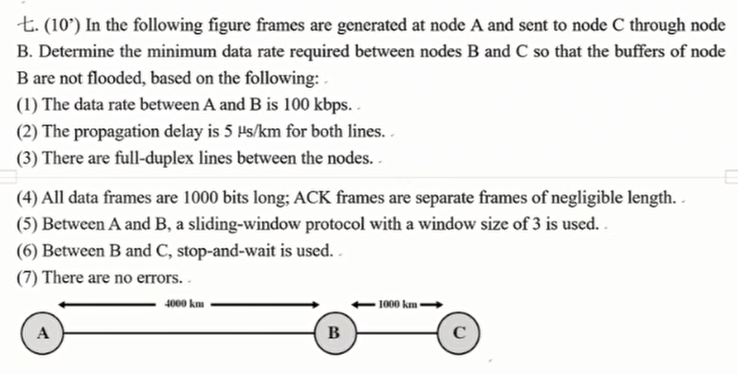 七. (10’) In the following figure frames are generated at node A and sent to node C through node
B. Determine the minimum data rate required between nodes B and C so that the buffers of node
B are not flooded, based on the following:
(1) The data rate between A and B is 100 kbps.
(2) The propagation delay is 5 μs/km for both lines.
(3) There are full-duplex lines between the nodes.
(4) All data frames are 1000 bits long; ACK frames are separate frames of negligible length.
(5) Between A and B, a sliding-window protocol with a window size of 3 is used.
(6) Between B and C, stop-and-wait is used.
(7) There are no errors.
4000 km 1000 km
A B C